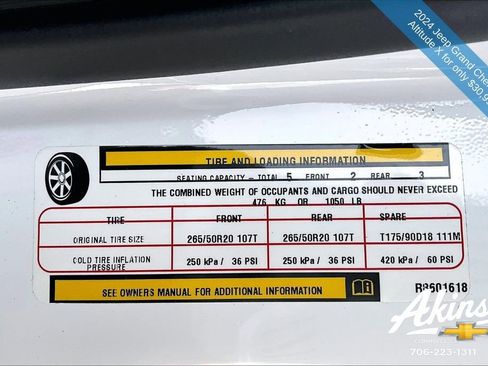 2024 Jeep Grand
Altitude X for only
TIRE AND LOADING INFORMATION
SEATING CAPACITY - TOTAL 5 FRONT 2 REAR 3
THE COMBINED WEIGHT OF OCCUPANTS AND CARGO SHOULD NEVER EXCEED
476 KG OR 1050 LB
TIRE FRONT REAR SPARE
ORIGINAL TIRE SIZE 265/50R20 107T 265/50R20 107T T175/90D18 111M
COLD TIRE INFLATION PRESSURE 250 kPa / 36 PSI 250 kPa / 36 PSI 420 kPa / 60 PSI
SEE OWNERS MANUAL FOR ADDITIONAL INFORMATION
R8601618
Akins
706-223-1311